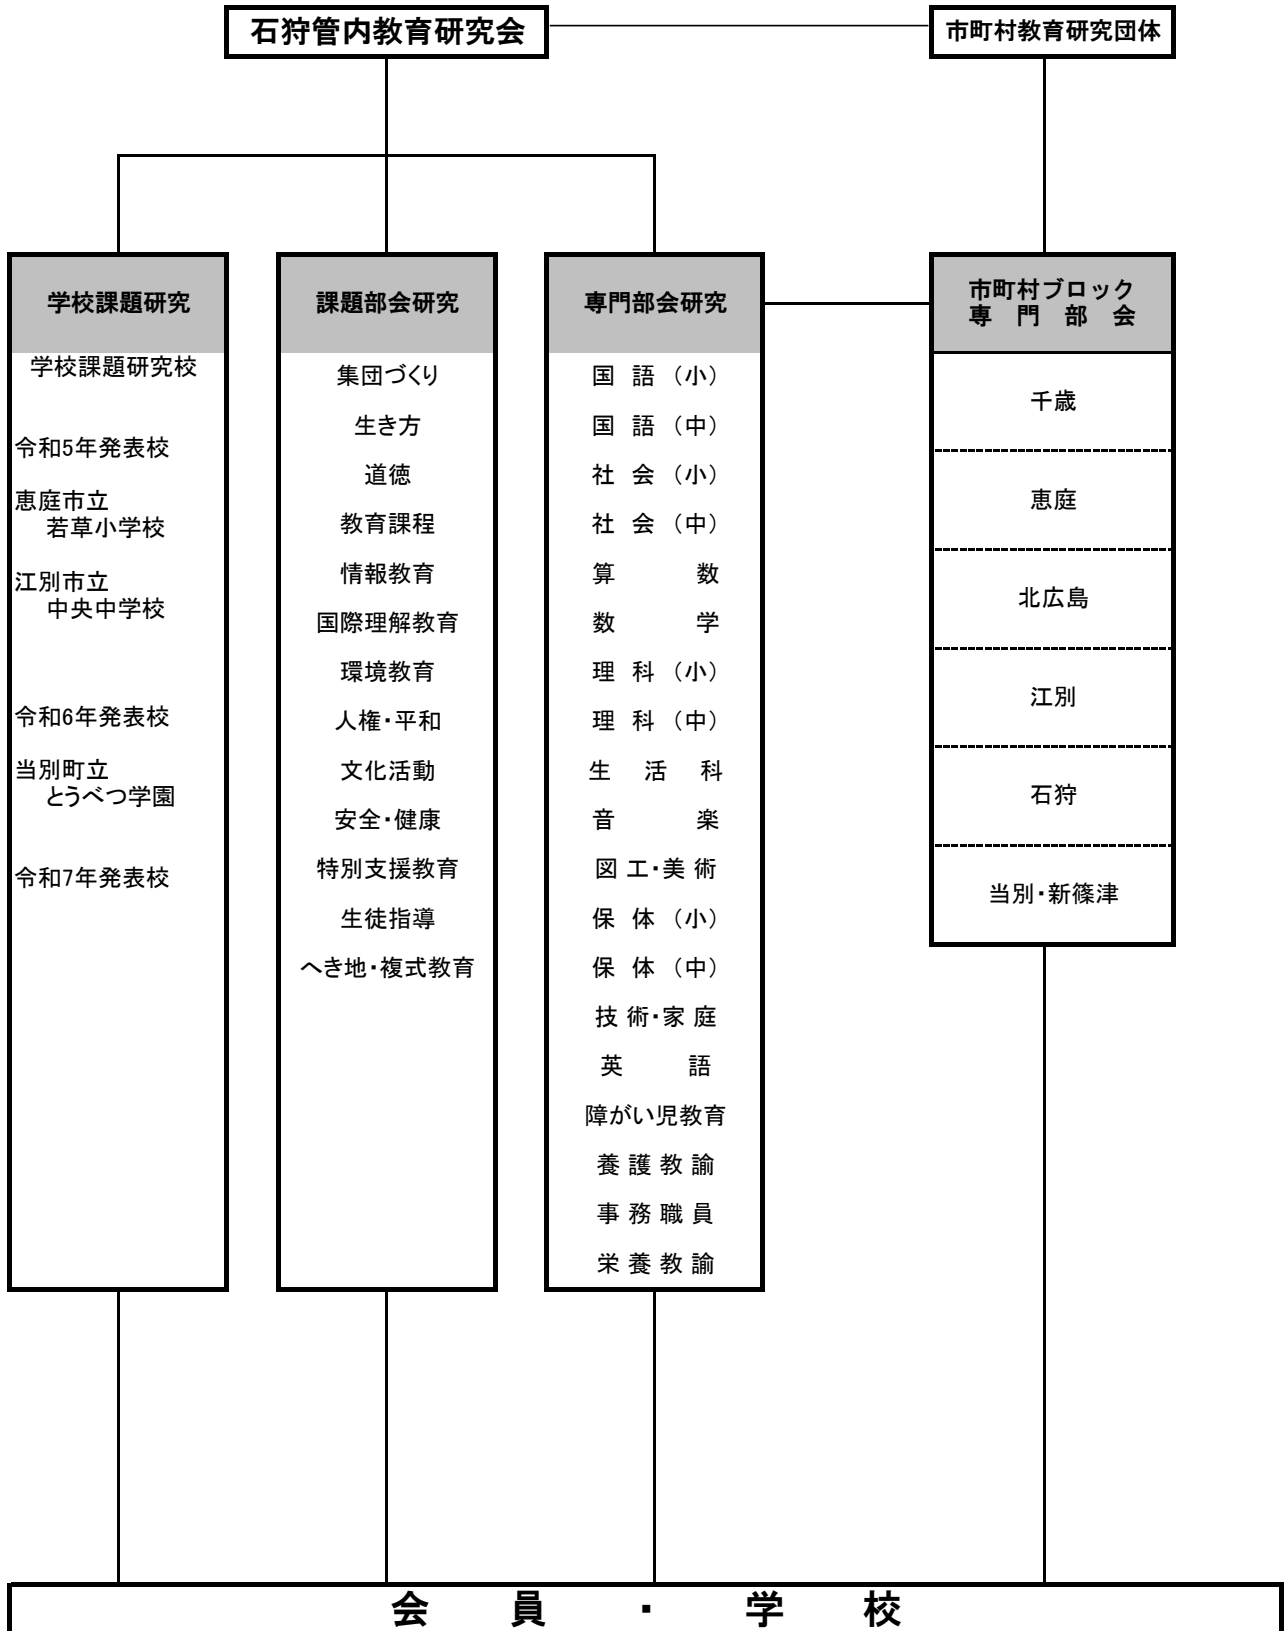 石狩管内教育研究会
市町村教育研究団体
学校課題研究
学校課題研究校
令和5年発表校
恵庭市立
若草小学校
江別市立
中央中学校
令和6年発表校
当別町立
とうべつ学園
令和7年発表校
課題部会研究
集団づくり
生き方
道徳
教育課程
情報教育
国際理解教育
環境教育
人権・平和
文化活動
安全・健康
特別支援教育
生徒指導
へき地・複式教育
専門部会研究
国 語 （小）
国 語 （中）
社 会 （小）
社 会 （中）
算 数
数 学
理 科 （小）
理 科 （中）
生 活 科
音 楽
図 工・美 術
保 体 （小）
保 体 （中）
技 術・家 庭
英 語
障がい児教育
養 護 教 諭
事 務 職 員
栄 養 教 諭
市町村ブロック
専 門 部 会
千歳
恵庭
北広島
江別
石狩
当別・新篠津
会 員 ・ 学 校